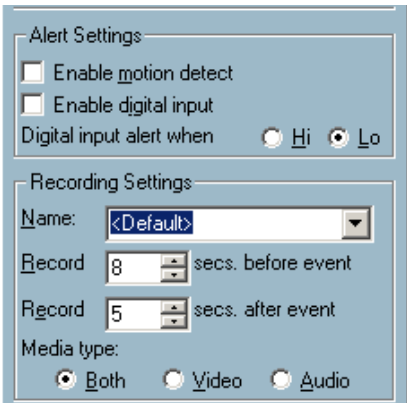 Alert Settings
Enable motion detect
Enable digital input
Digital input alert when Hi Lo
Recording Settings
Name: <Default>
Record 8 secs. before event
Record 5 secs. after event
Media type:
Both Video Audio